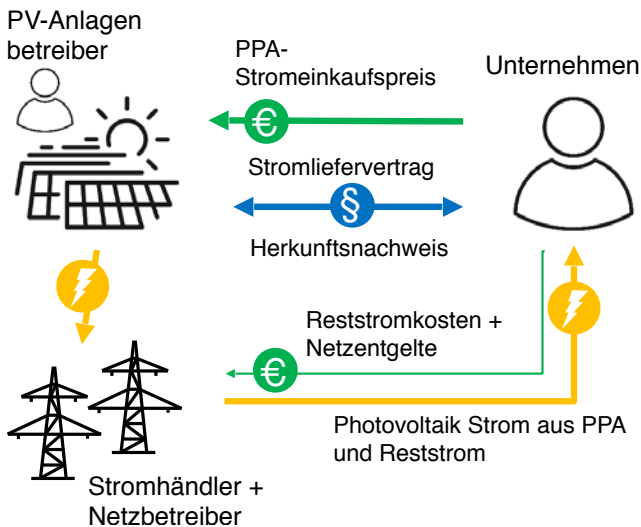 PV-Anlagen
betreiber
PPA-
Stromeinkaufspreis
Unternehmen
€
Stromliefervertrag
§
Herkunftsnachweis
Reststromkosten +
Netzentgelte
€
Photovoltaik Strom aus PPA
und Reststrom
Stromhändler +
Netzbetreiber